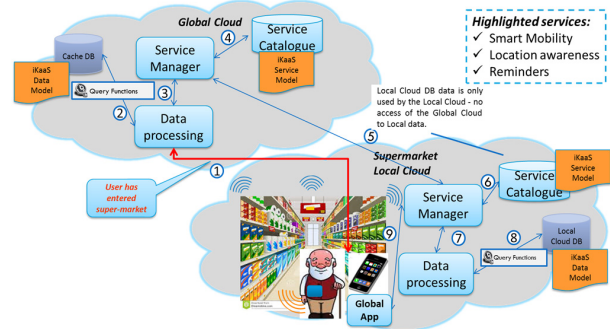 Global Cloud
Service
Catalogue
iKaaS
Service
Model
Service
Manager
4
Cache DB
iKaaS
Data
Model
Query Functions
2
3
Data
processing
1
User has
entered
super-market
Highlighted services:
✓ Smart Mobility
✓ Location awareness
✓ Reminders
Local Cloud DB data is only
used by the Local Cloud - no
access of the Global Cloud
to Local data.
5
Supermarket
Local Cloud
Service
Manager
6
Service
Catalogue
iKaaS
Service
Model
9
7
8
Query Functions
Local
Cloud DB
iKaaS
Data
Model
Data
processing
Global
App